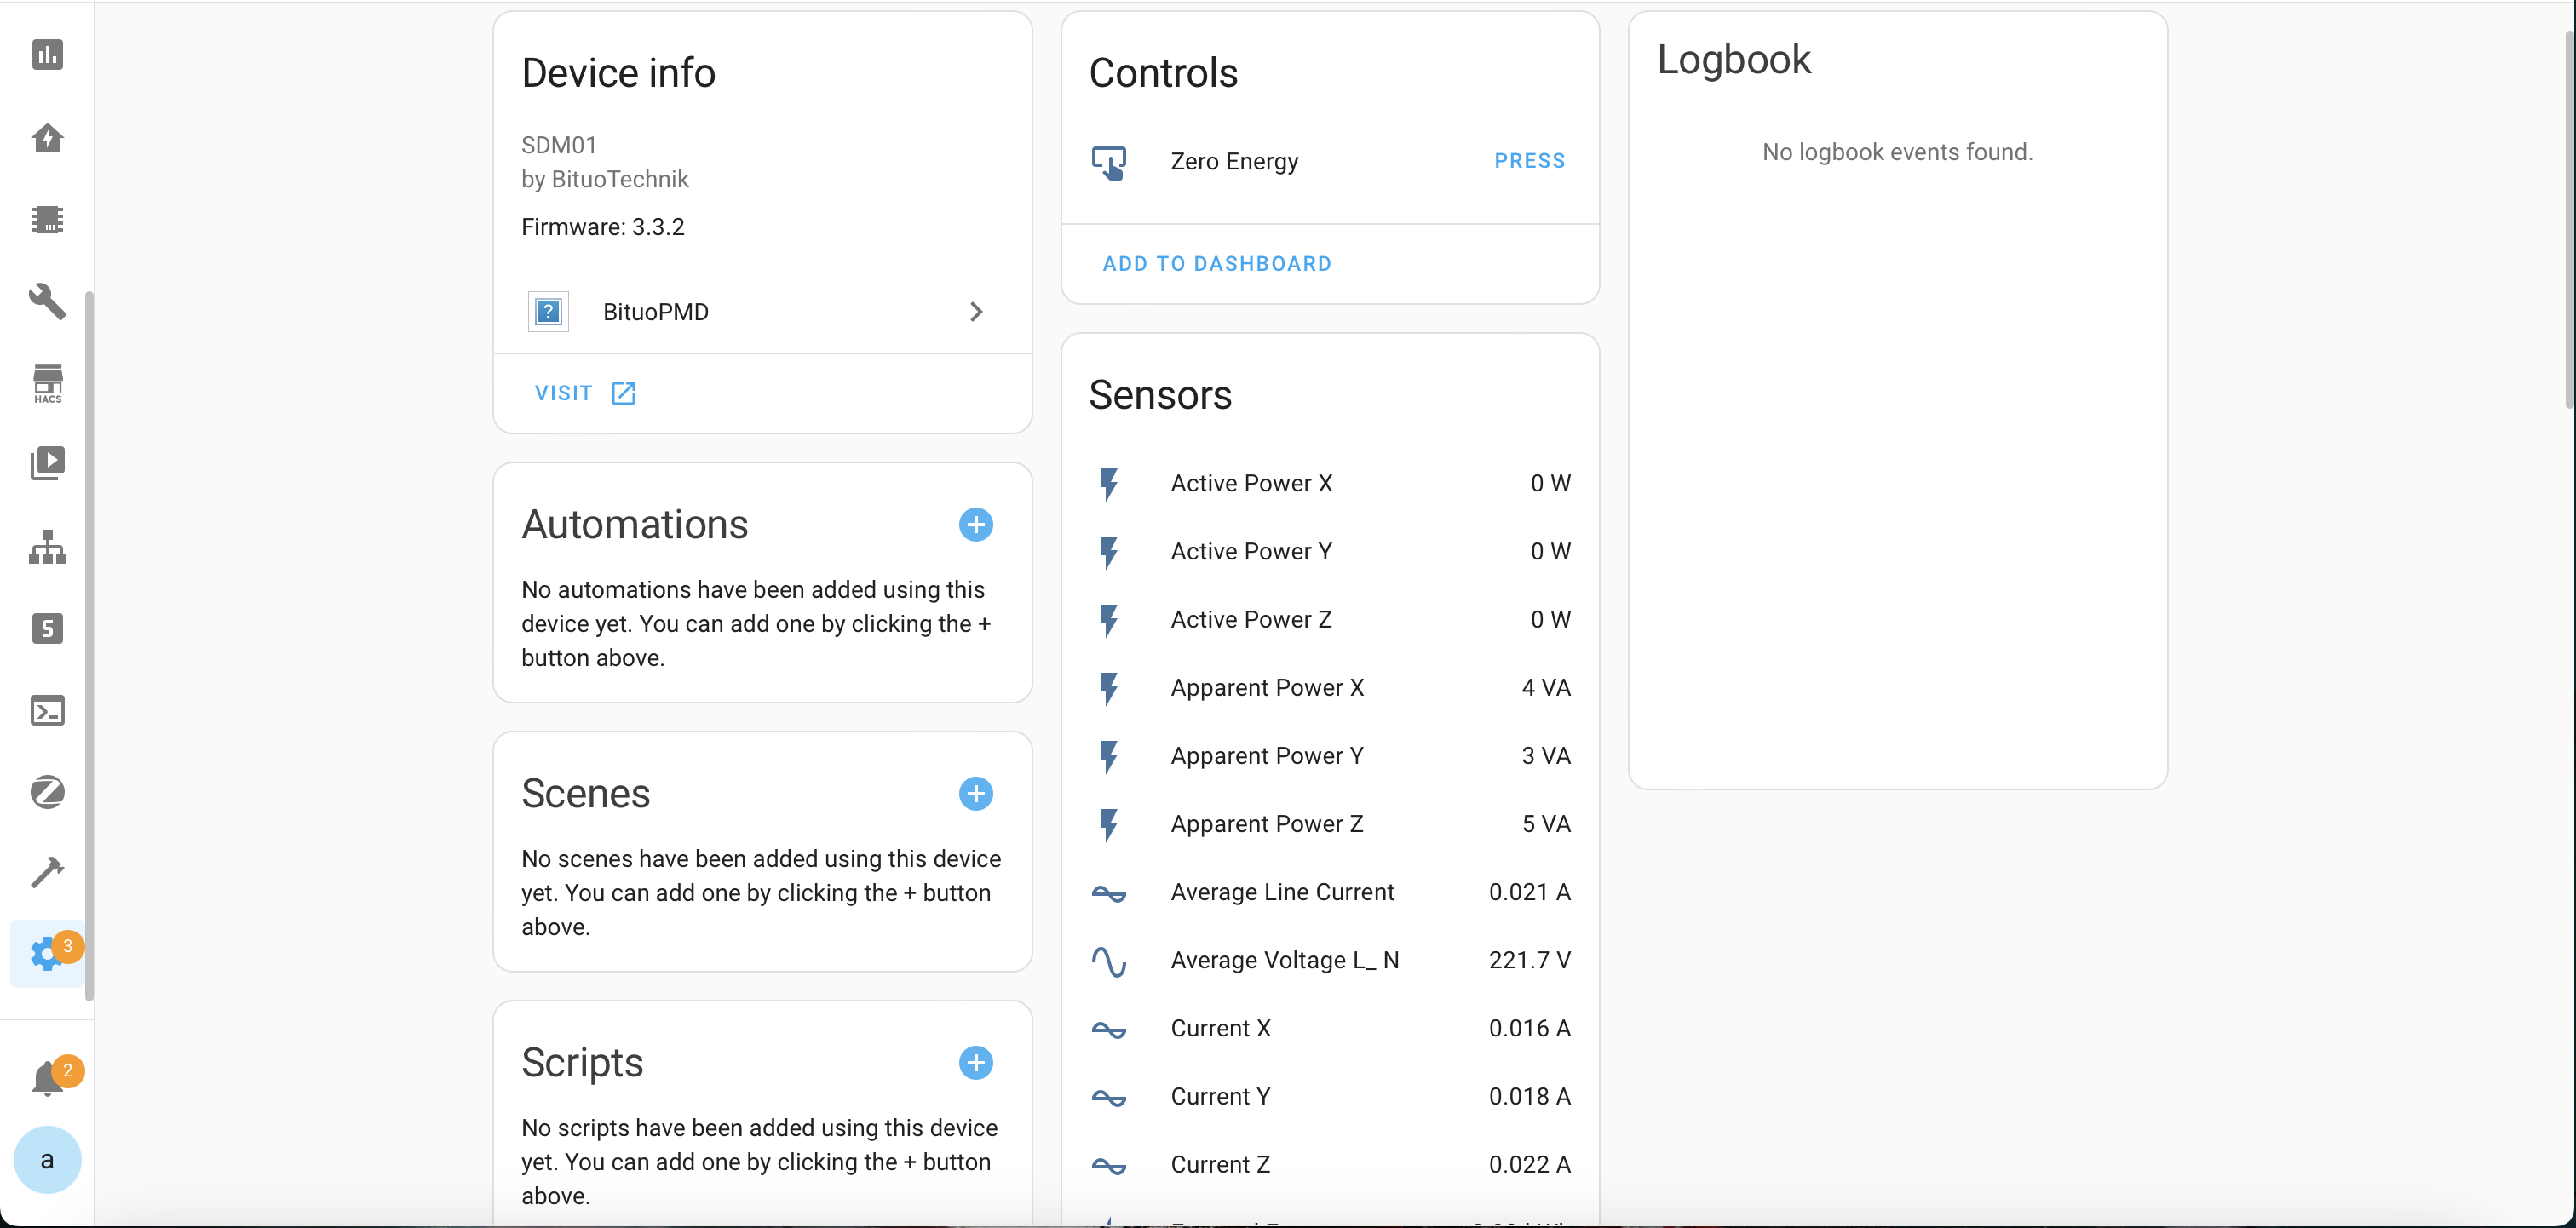 Device info
SDM01
by BituoTechnik
Firmware: 3.3.2
BituoPMD
VISIT
Automations
No automations have been added using this
device yet. You can add one by clicking the +
button above.
Scenes
No scenes have been added using this device
yet. You can add one by clicking the + button
above.
Scripts
No scripts have been added using this device
yet. You can add one by clicking the + button
above.
Controls
Zero Energy PRESS
ADD TO DASHBOARD
Sensors
Active Power X 0 W
Active Power Y 0 W
Active Power Z 0 W
Apparent Power X 4 VA
Apparent Power Y 3 VA
Apparent Power Z 5 VA
Average Line Current 0.021 A
Average Voltage L_ N 221.7 V
Current X 0.016 A
Current Y 0.018 A
Current Z 0.022 A
Logbook
No logbook events found.
HACS
S
3
2
a